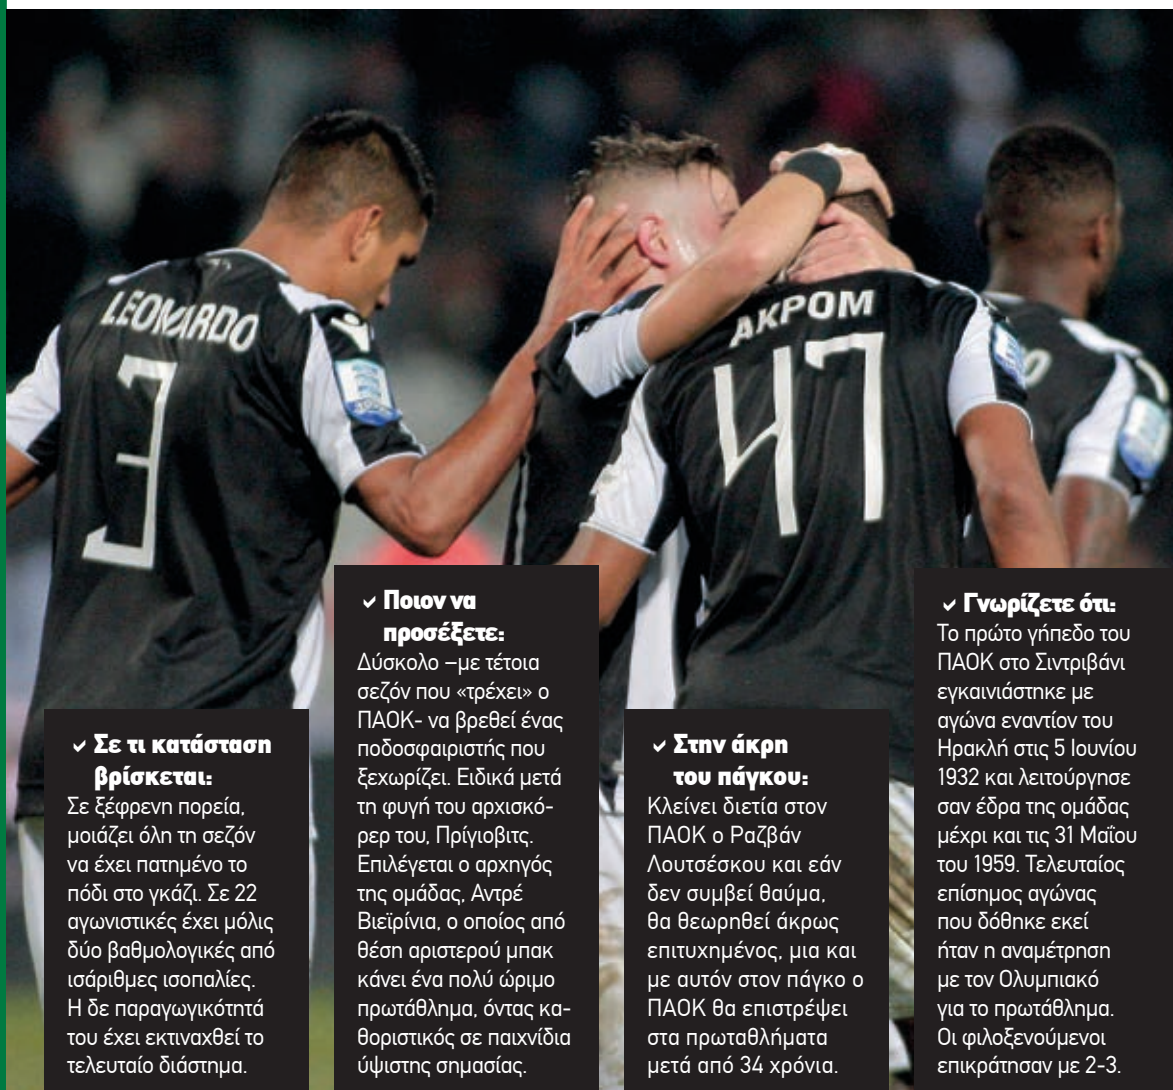 LEONARDO
3
AKPOM
47
O
Σε τι κατάσταση
βρίσκεται:
Σε ξέφρενη πορεία,
μοιάζει όλη τη σεζόν
να έχει πατημένο το
πόδι στο γκάζι. Σε 22
αγωνιστικές έχει μόλις
δύο βαθμολογικές από
ισάριθμες ισοπαλίες.
Η δε παραγωγικότητά
του έχει εκτιναχθεί το
τελευταίο διάστημα.
Ποιον να
προσέξετε:
Δύσκολο –με τέτοια
σεζόν που «τρέχει» ο
ΠΑΟΚ- να βρεθεί ένας
ποδοσφαιριστής που
ξεχωρίζει. Ειδικά μετά
τη φυγή του αρχισκό-
ρερ του, Πρίγιοβιτς.
Επιλέγεται ο αρχηγός
της ομάδας, Αντρέ
Βιεϊρίνια, ο οποίος από
θέση αριστερού μπακ
κάνει ένα πολύ ώριμο
πρωτάθλημα, όντας κα-
θοριστικός σε παιχνίδια
ύψιστης σημασίας.
Στην άκρη
του πάγκου:
Κλείνει διετία στον
ΠΑΟΚ ο Ραζβάν
Λουτσέσκου και εάν
δεν συμβεί θαύμα,
θα θεωρηθεί άκρως
επιτυχημένος, μια και
με αυτόν στον πάγκο ο
ΠΑΟΚ θα επιστρέψει
στα πρωταθλήματα
μετά από 34 χρόνια.
Γνωρίζετε ότι:
Το πρώτο γήπεδο του
ΠΑΟΚ στο Σιντριβάνι
εγκαινιάστηκε με
αγώνα εναντίον του
Ηρακλή στις 5 Ιουνίου
1932 και λειτούργησε
σαν έδρα της ομάδας
μέχρι και τις 31 Μαΐου
του 1959. Τελευταίος
επίσημος αγώνας
που δόθηκε εκεί
ήταν η αναμέτρηση
με τον Ολυμπιακό
για το πρωτάθλημα.
Οι φιλοξενούμενοι
επικράτησαν με 2-3.